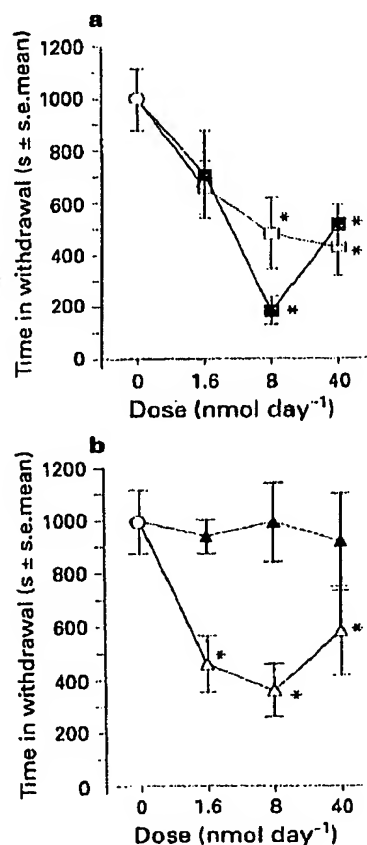 a
Time in withdrawal (s ± s.e.mean)
1200
1000
800
600
400
200
0
*
*
*
*
0 1.6 8 40
Dose (nmol day⁻¹)
b
Time in withdrawal (s ± s.e.mean)
1200
1000
800
600
400
200
0
*
*
*
0 1.6 8 40
Dose (nmol day⁻¹)